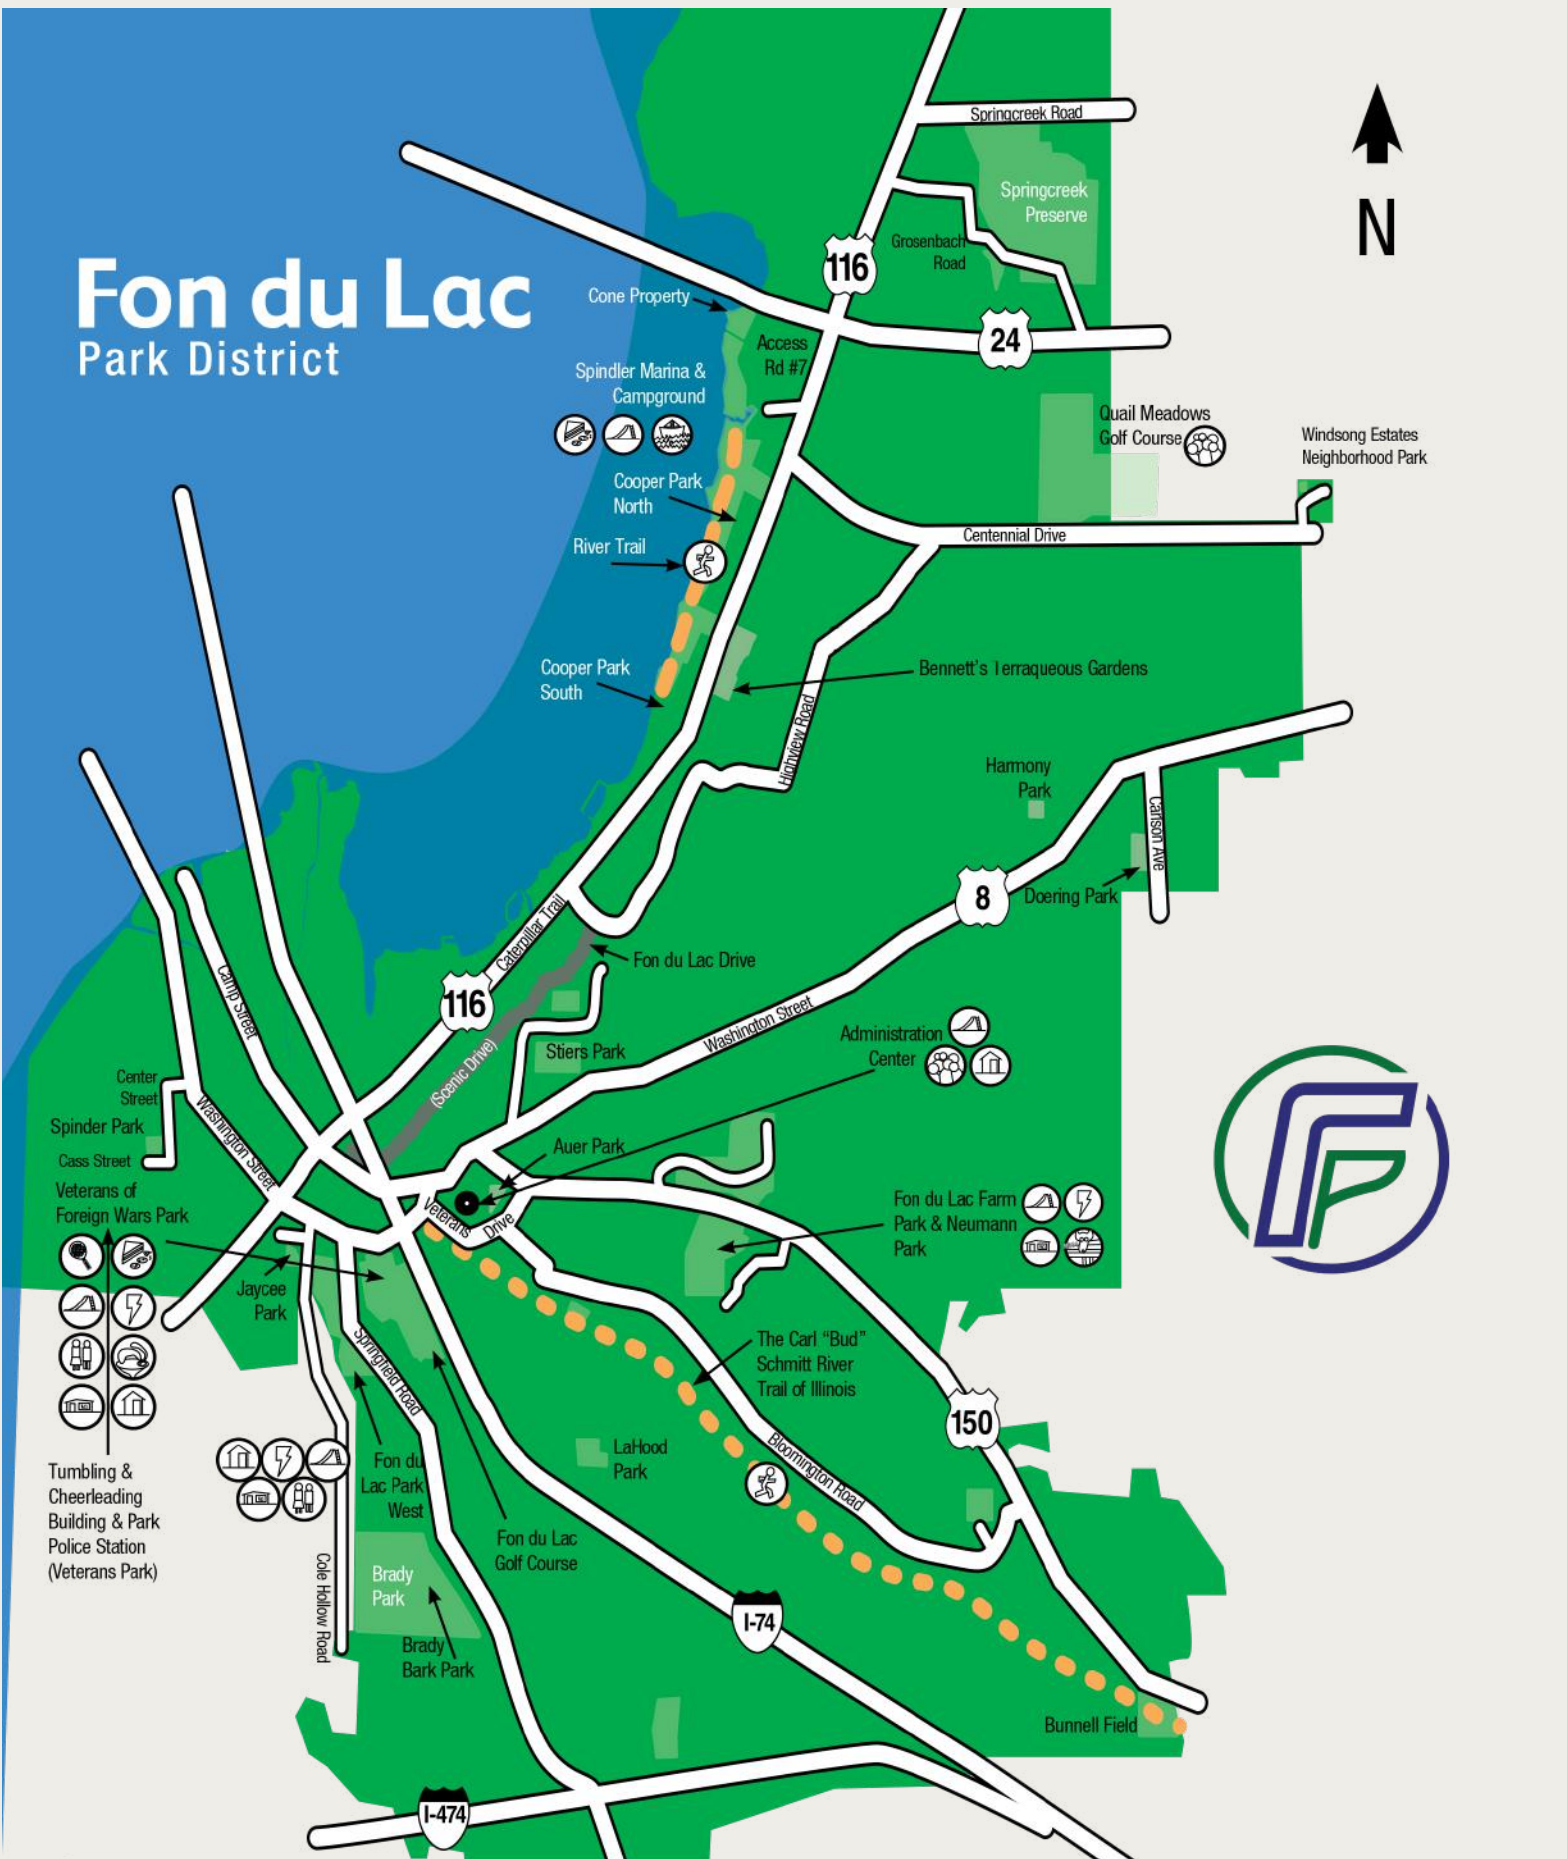 Springcreek Road
Springcreek
Preserve
N
Grosenbach
Road
116
Fon du Lac
Park District
Cone Property
24
Access
Rd #7
Spindler Marina &
Campground
Quail Meadows
Golf Course
Windsong Estates
Neighborhood Park
Cooper Park
North
River Trail
Centennial Drive
Cooper Park
South
Bennett's Terraqueous Gardens
Highview Road
Harmony
Park
Carlson Ave
8
Doering Park
Caterpillar Trail
Fon du Lac Drive
Camp Street
116
Washington Street
Administration
Center
(Scenic Drive)
Stiers Park
Center
Street
Washington Street
Spinder Park
Cass Street
Auer Park
Veterans of
Foreign Wars Park
Veterans
Drive
Fon du Lac Farm
Park & Neumann
Park
FP
Jaycee
Park
Springfield Road
The Carl "Bud"
Schmitt River
Trail of Illinois
150
Bloomington Road
LaHood
Park
Tumbling &
Cheerleading
Building & Park
Police Station
(Veterans Park)
Fon du
Lac Park
West
Fon du Lac
Golf Course
Cole Hollow Road
Brady
Park
Brady
Bark Park
I-74
Bunnell Field
I-474